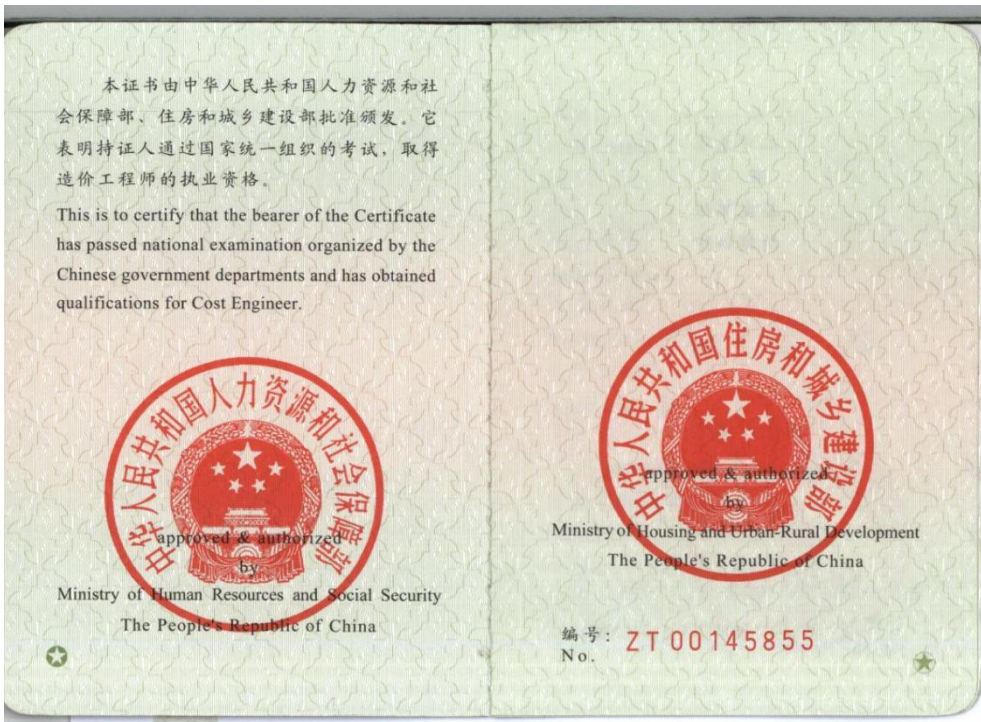 本证书由中华人民共和国人力资源和社
会保障部、住房和城乡建设部批准颁发。它
表明持证人通过国家统一组织的考试，取得
造价工程师的执业资格。
This is to certify that the bearer of the Certificate
has passed national examination organized by the
Chinese government departments and has obtained
qualifications for Cost Engineer.
中华人民共和国人力资源和社会保障部
approved & authorized
by
Ministry of Human Resources and Social Security
The People's Republic of China
中华人民共和国住房和城乡建设部
approved & authorized
by
Ministry of Housing and Urban-Rural Development
The People's Republic of China
编号: ZT00145855
No.